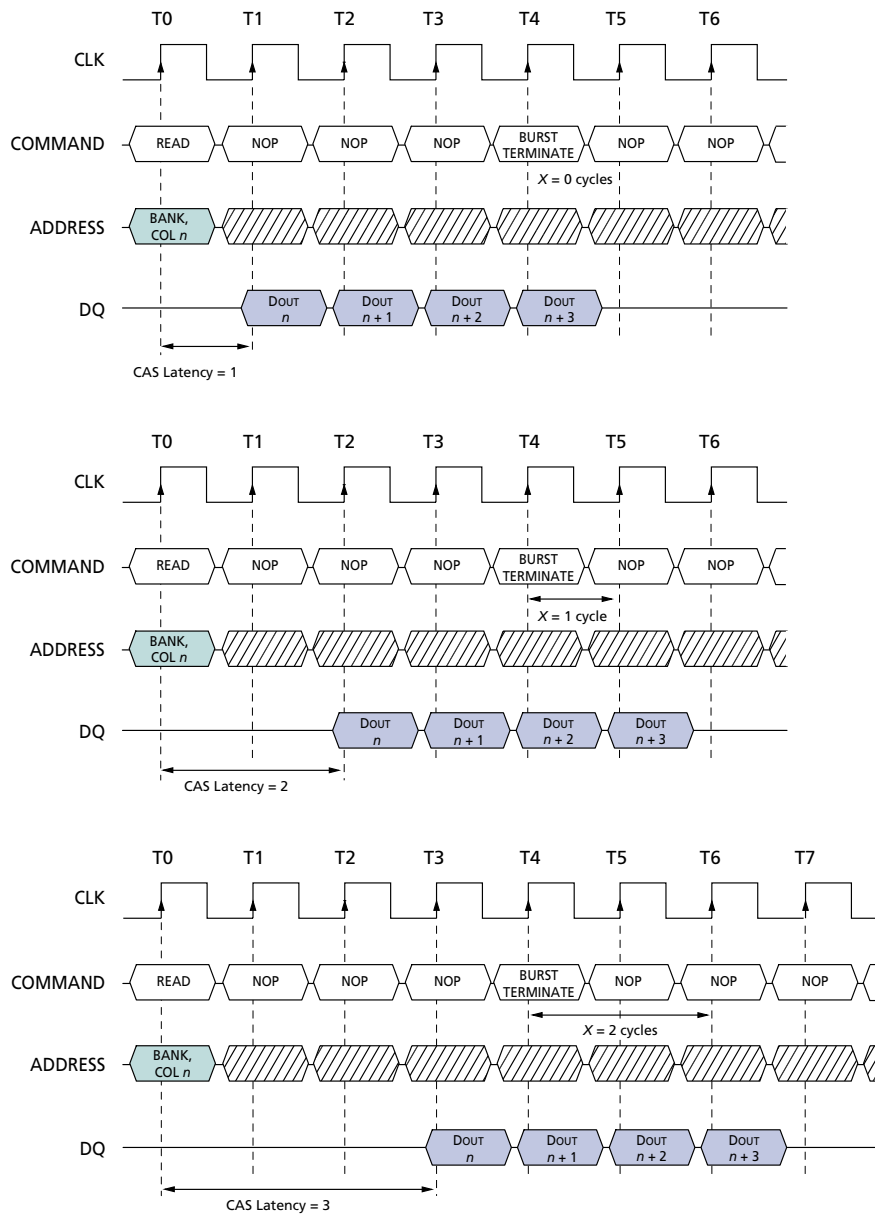 T0 T1 T2 T3 T4 T5 T6
CLK
COMMAND READ NOP NOP NOP BURST TERMINATE NOP NOP
X = 0 cycles
ADDRESS BANK, COL n
DQ DOUT n DOUT n + 1 DOUT n + 2 DOUT n + 3
CAS Latency = 1
T0 T1 T2 T3 T4 T5 T6
CLK
COMMAND READ NOP NOP NOP BURST TERMINATE NOP NOP
X = 1 cycle
ADDRESS BANK, COL n
DQ DOUT n DOUT n + 1 DOUT n + 2 DOUT n + 3
CAS Latency = 2
T0 T1 T2 T3 T4 T5 T6 T7
CLK
COMMAND READ NOP NOP NOP BURST TERMINATE NOP NOP NOP
X = 2 cycles
ADDRESS BANK, COL n
DQ DOUT n DOUT n + 1 DOUT n + 2 DOUT n + 3
CAS Latency = 3